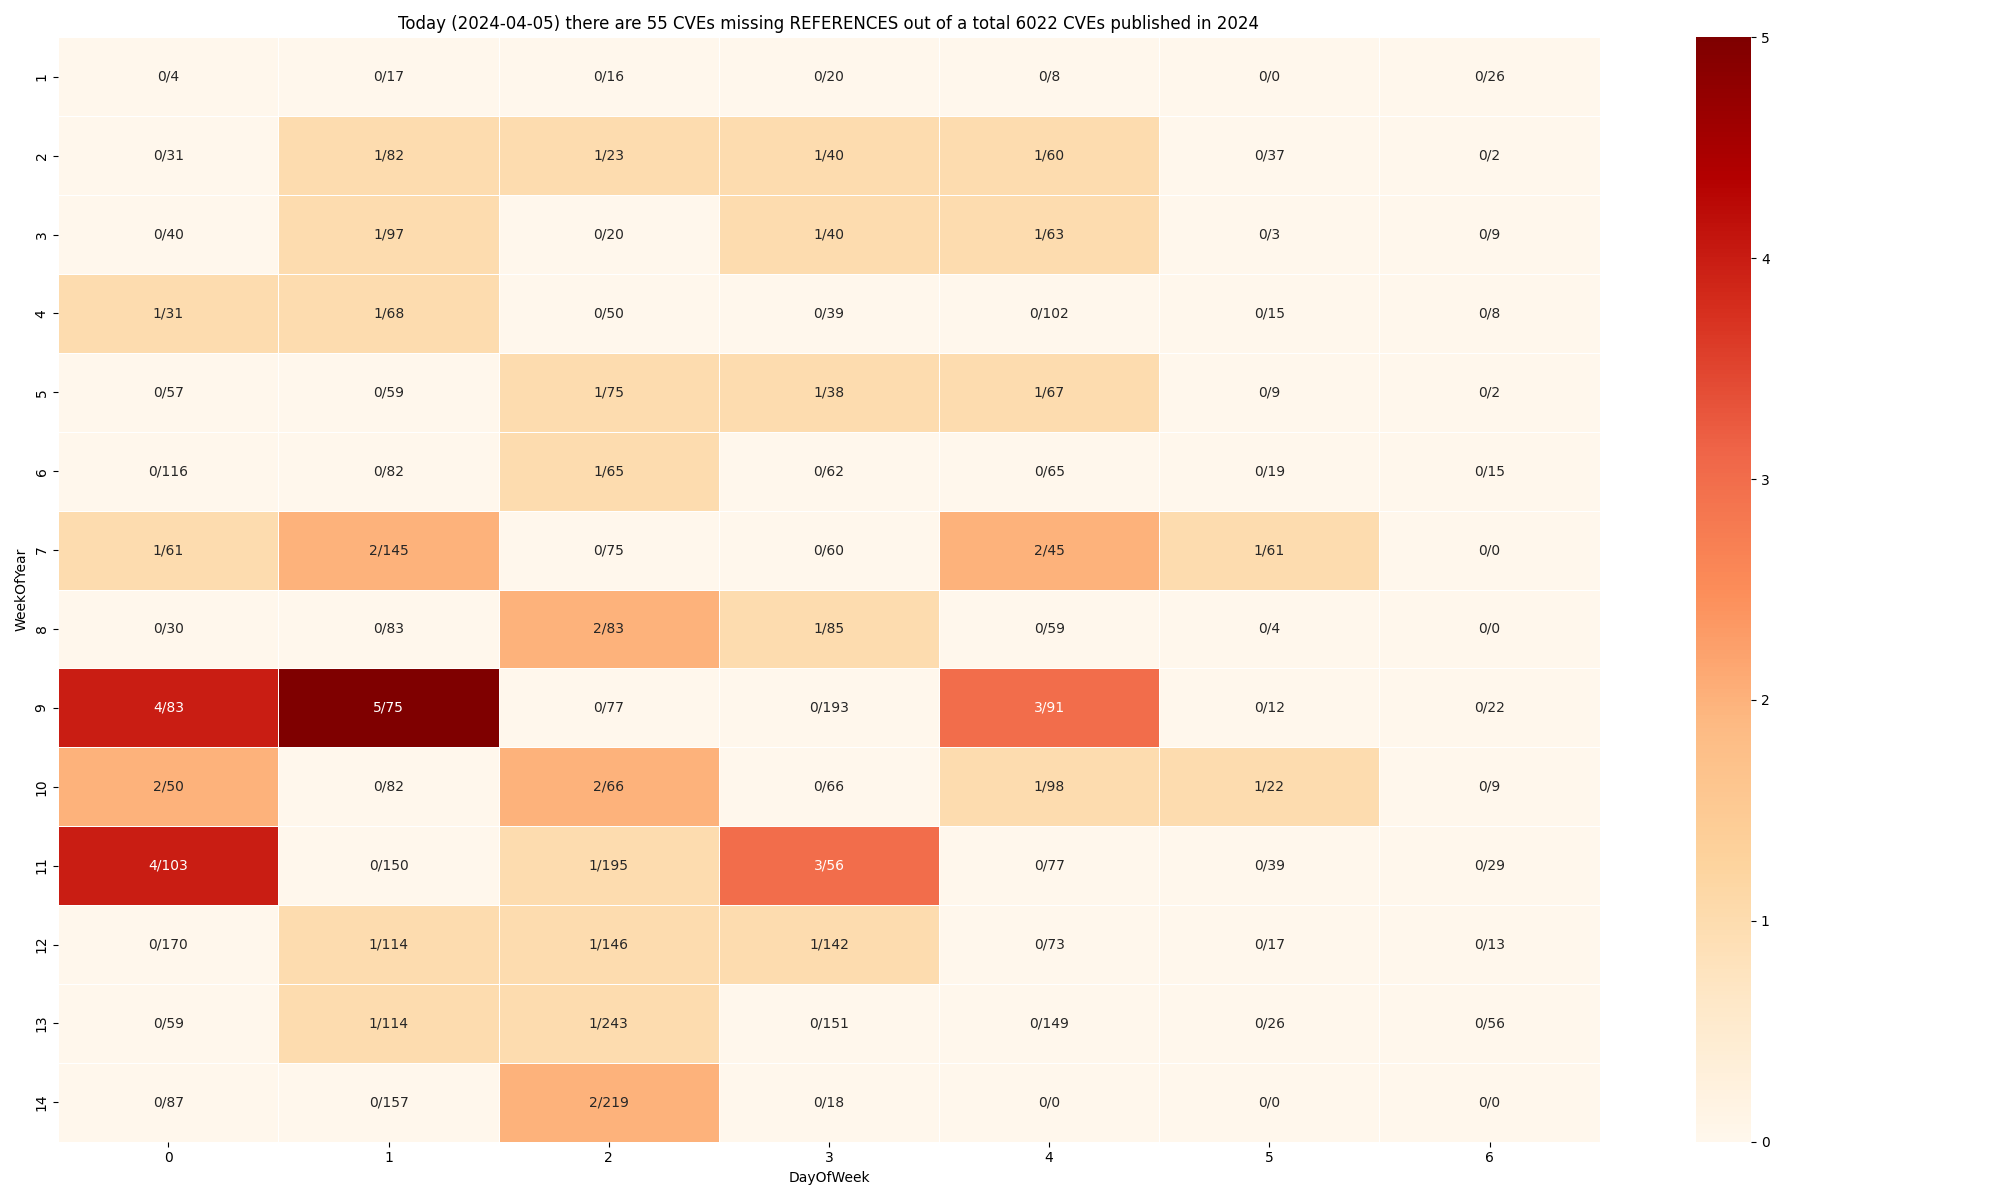 Today (2024-04-05) there are 55 CVEs missing REFERENCES out of a total 6022 CVEs published in 2024
1 0/4 0/17 0/16 0/20 0/8 0/0 0/26
2 0/31 1/82 1/23 1/40 1/60 0/37 0/2
3 0/40 1/97 0/20 1/40 1/63 0/3 0/9
4 1/31 1/68 0/50 0/39 0/102 0/15 0/8
5 0/57 0/59 1/75 1/38 1/67 0/9 0/2
6 0/116 0/82 1/65 0/62 0/65 0/19 0/15
7 1/61 2/145 0/75 0/60 2/45 1/61 0/0
8 0/30 0/83 2/83 1/85 0/59 0/4 0/0
9 4/83 5/75 0/77 0/193 3/91 0/12 0/22
10 2/50 0/82 2/66 0/66 1/98 1/22 0/9
11 4/103 0/150 1/195 3/56 0/77 0/39 0/29
12 0/170 1/114 1/146 1/142 0/73 0/17 0/13
13 0/59 1/114 1/243 0/151 0/149 0/26 0/56
14 0/87 0/157 2/219 0/18 0/0 0/0 0/0
0 1 2 3 4 5 6
DayOfWeek
WeekOfYear
5
4
3
2
1
0